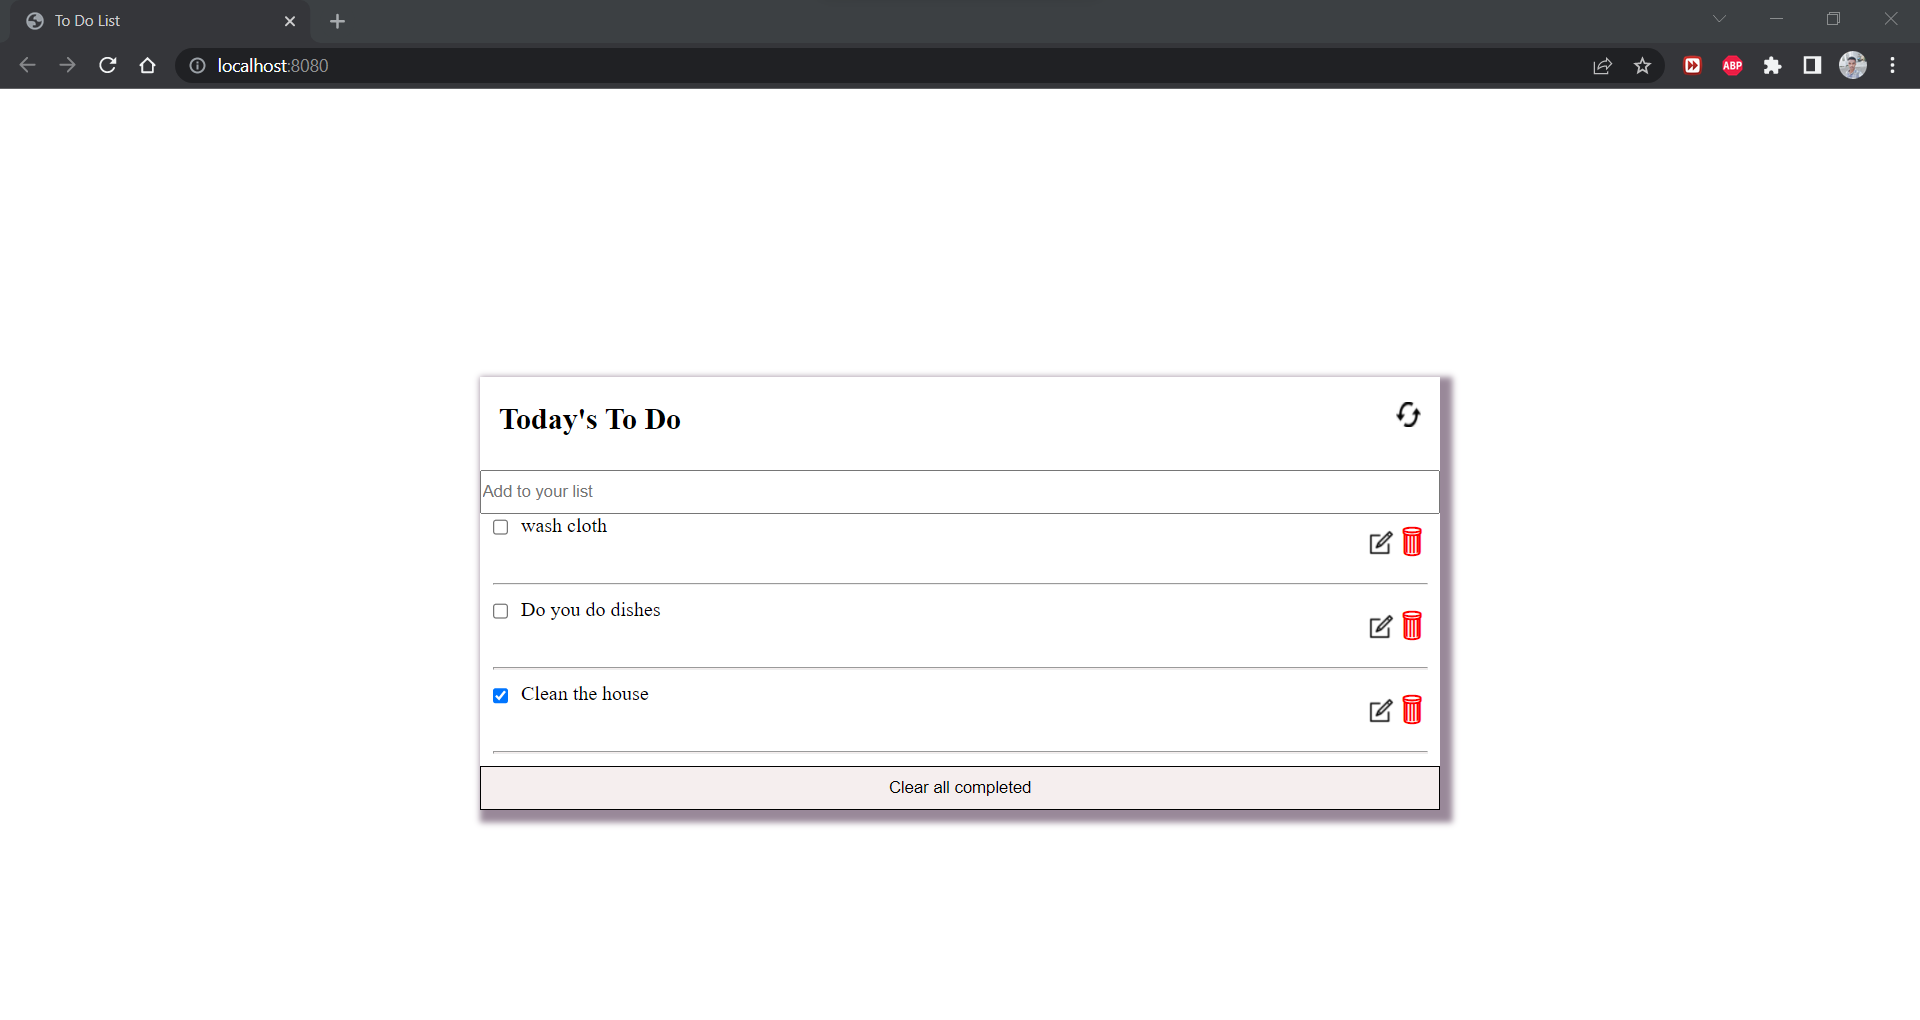 To Do List
localhost:8080
ABP
Today's To Do
Add to your list
wash cloth
Do you do dishes
Clean the house
Clear all completed